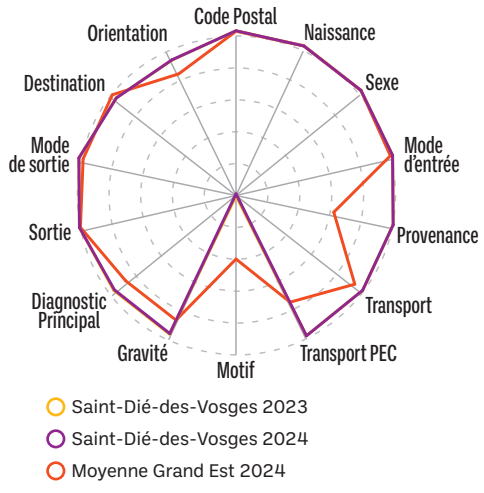 Code Postal
Naissance
Sexe
Mode
d'entrée
Provenance
Transport
Transport PEC
Motif
Gravité
Diagnostic
Principal
Sortie
Mode
de sortie
Destination
Orientation
Saint-Dié-des-Vosges 2023
Saint-Dié-des-Vosges 2024
Moyenne Grand Est 2024